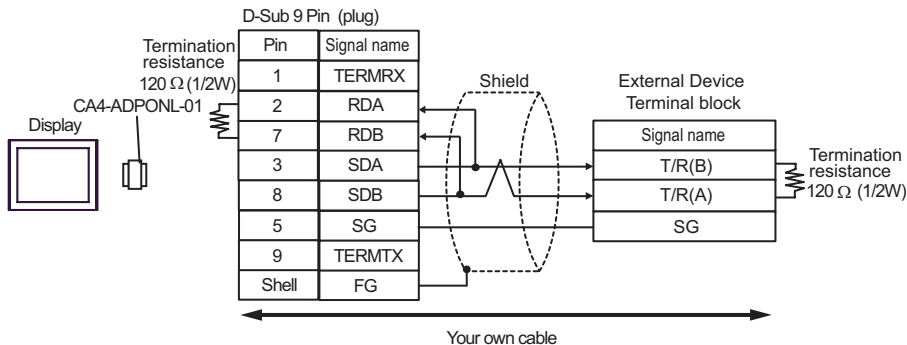 D-Sub 9 Pin (plug)
Termination
resistance
120 Ω (1/2W)
CA4-ADPONL-01
Display
Pin Signal name
1 TERMRX
2 RDA
7 RDB
3 SDA
8 SDB
5 SG
9 TERMTX
Shell FG
Shield
External Device
Terminal block
Signal name
T/R(B)
T/R(A)
SG
Termination
resistance
120 Ω (1/2W)
Your own cable